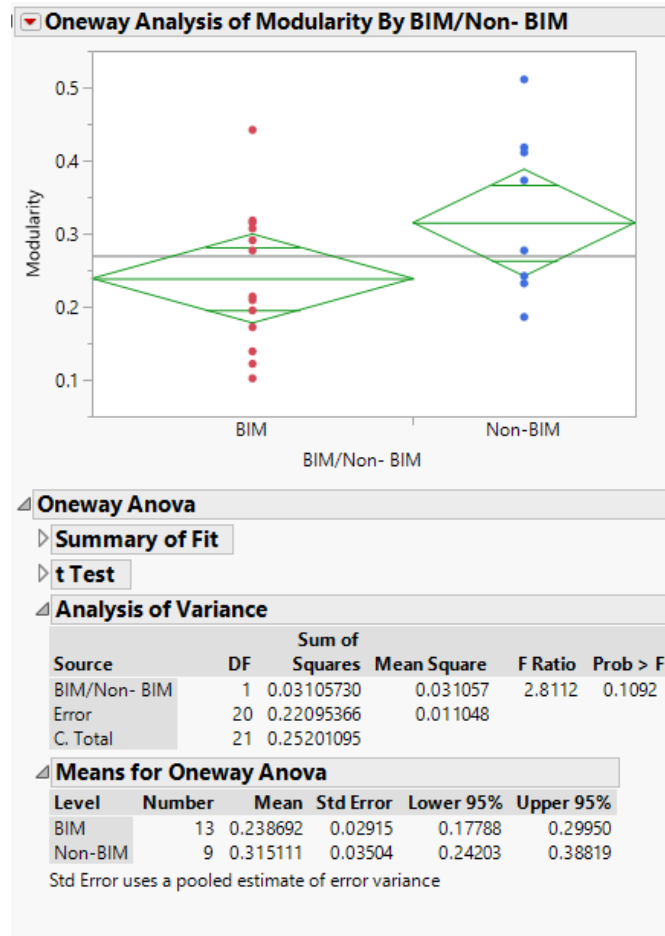 Oneway Analysis of Modularity By BIM/Non- BIM
0.5
0.4
0.3
0.2
0.1
Modularity
BIM Non-BIM
BIM/Non- BIM
Oneway Anova
Summary of Fit
t Test
Analysis of Variance
Sum of
Source DF Squares Mean Square F Ratio Prob > F
BIM/Non- BIM 1 0.03105730 0.031057 2.8112 0.1092
Error 20 0.22095366 0.011048
C. Total 21 0.25201095
Means for Oneway Anova
Level Number Mean Std Error Lower 95% Upper 95%
BIM 13 0.238692 0.02915 0.17788 0.29950
Non-BIM 9 0.315111 0.03504 0.24203 0.38819
Std Error uses a pooled estimate of error variance